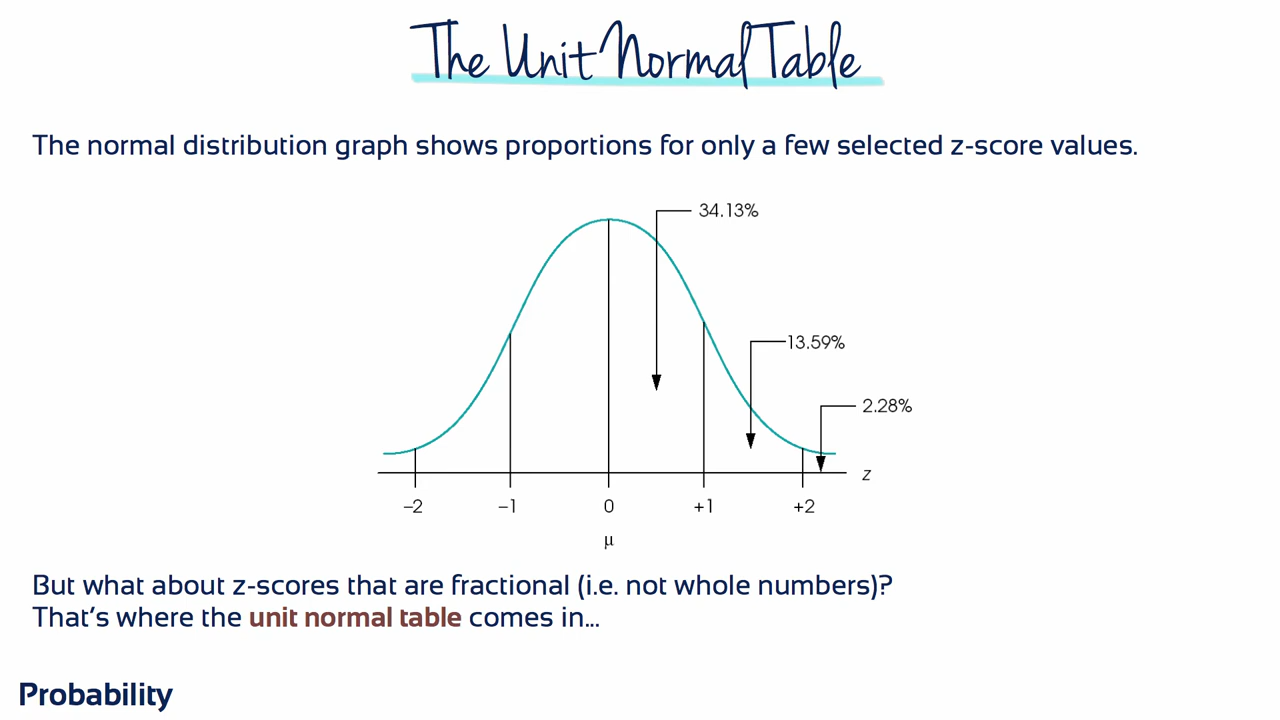 The Unit Normal Table
The normal distribution graph shows proportions for only a few selected z-score values.
34.13%
13.59%
2.28%
z
−2 −1 0 +1 +2
μ
But what about z-scores that are fractional (i.e. not whole numbers)?
That's where the unit normal table comes in...
Probability